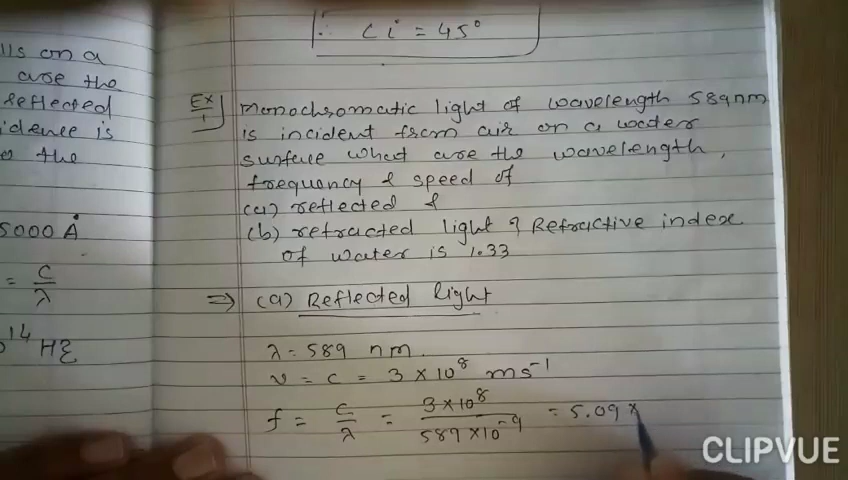 ∴ ∠i = 45°
lls on a
are the
Reflected
idence is
the
5000 Å
= c/λ
14 Hz
Ex 1
monochromatic light of wavelength 589 nm
is incident from air on a water
surface what are the wavelength,
frequency & speed of
(a) reflected &
(b) refracted light? Refractive index
of water is 1.33
⇒ (a) Reflected light
λ = 589 nm.
v = c = 3 × 10⁸ ms⁻¹
f = c/λ = 3×10⁸/589×10⁻⁹ = 5.09 ×
CLIPVUE